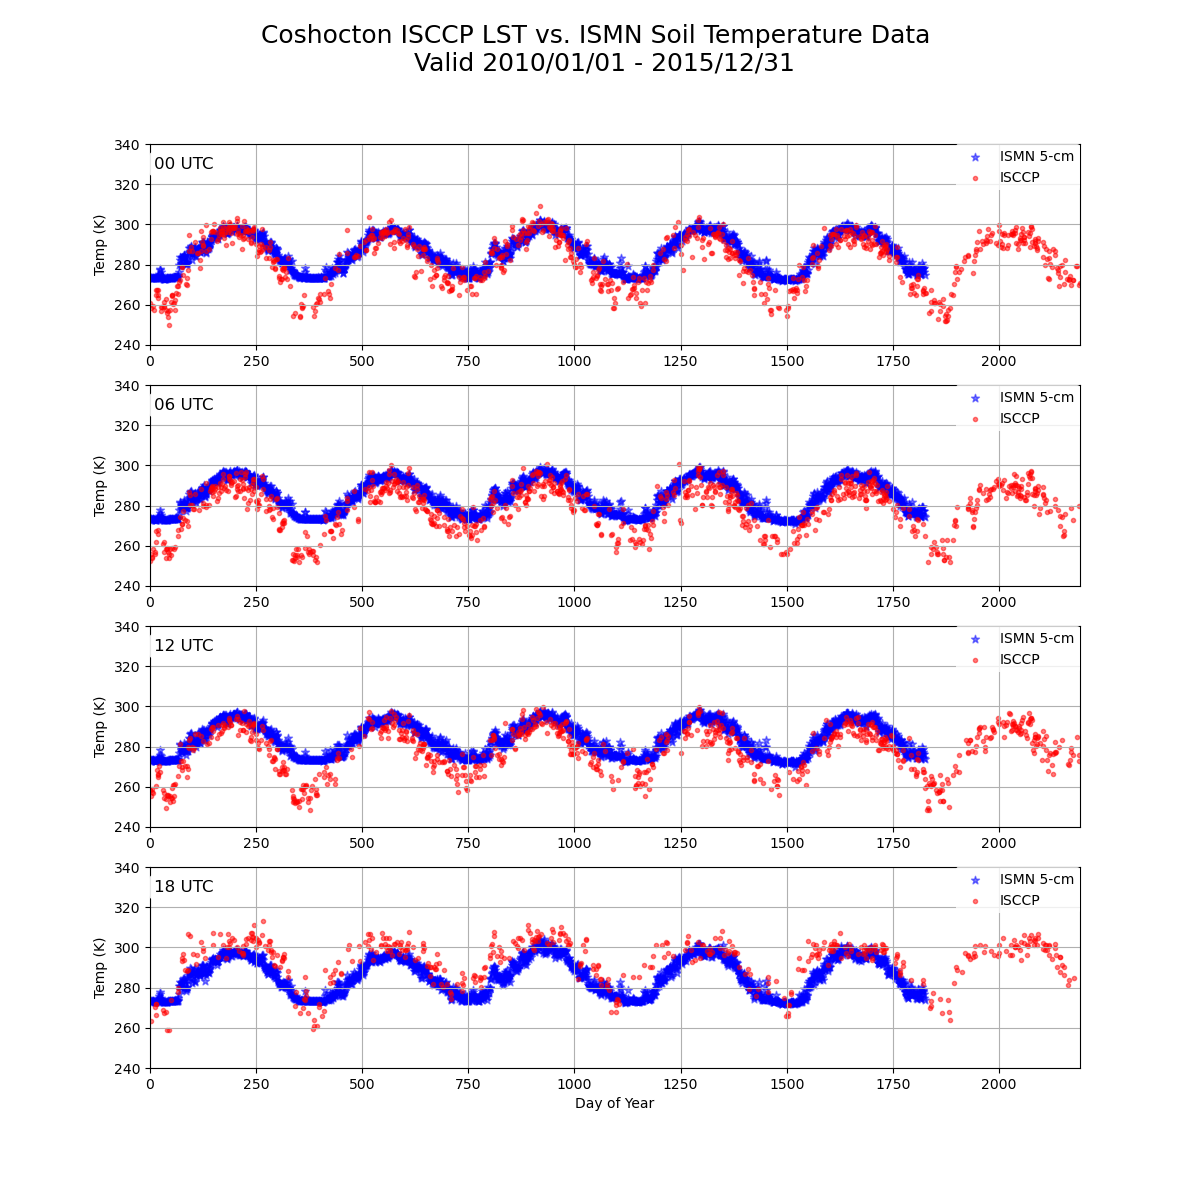 Coshocton ISCCP LST vs. ISMN Soil Temperature Data
Valid 2010/01/01 - 2015/12/31
340
320
300
280
260
240
Temp (K)
00 UTC
ISMN 5-cm
ISCCP
0 250 500 750 1000 1250 1500 1750 2000
340
320
300
280
260
240
Temp (K)
06 UTC
ISMN 5-cm
ISCCP
0 250 500 750 1000 1250 1500 1750 2000
340
320
300
280
260
240
Temp (K)
12 UTC
ISMN 5-cm
ISCCP
0 250 500 750 1000 1250 1500 1750 2000
340
320
300
280
260
240
Temp (K)
18 UTC
ISMN 5-cm
ISCCP
0 250 500 750 1000 1250 1500 1750 2000
Day of Year